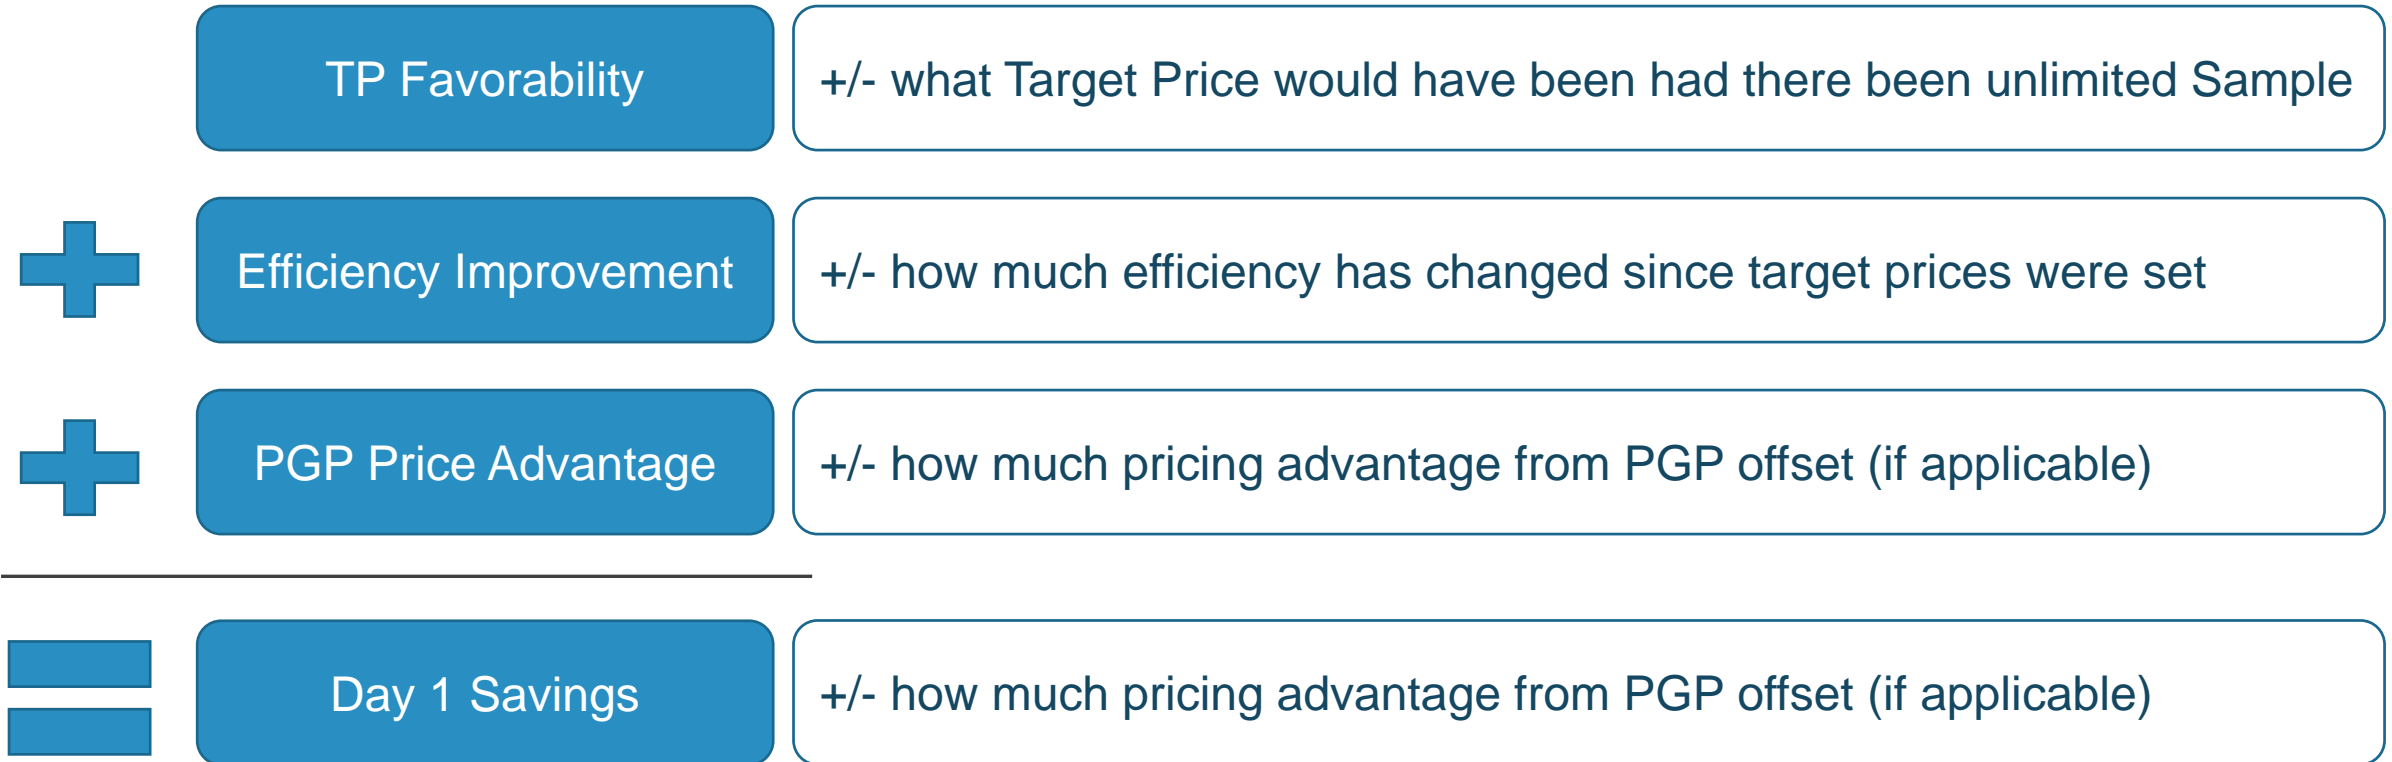 TP Favorability
+/- what Target Price would have been had there been unlimited Sample
Efficiency Improvement
+/- how much efficiency has changed since target prices were set
PGP Price Advantage
+/- how much pricing advantage from PGP offset (if applicable)
Day 1 Savings
+/- how much pricing advantage from PGP offset (if applicable)